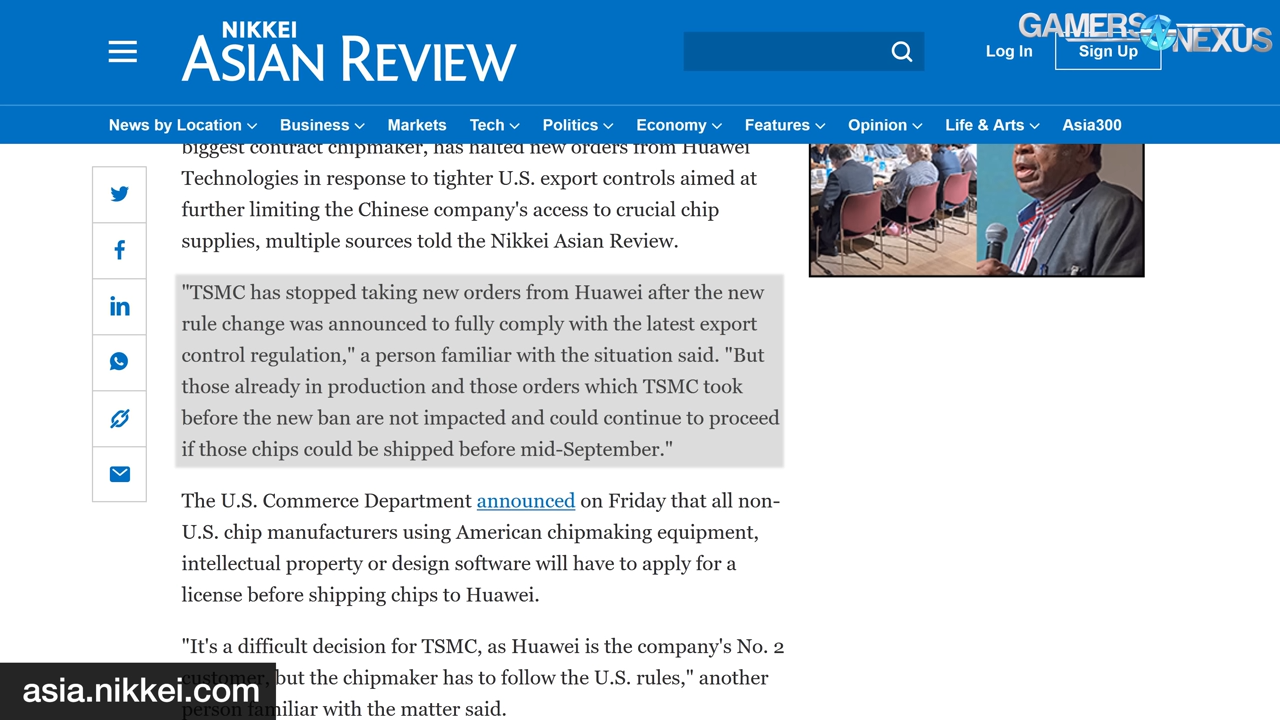 NIKKEI
ASIAN REVIEW
GAMERS NEXUS
Log In
Sign Up
News by Location
Business
Markets
Tech
Politics
Economy
Features
Opinion
Life & Arts
Asia300
biggest contract chipmaker, has halted new orders from Huawei
Technologies in response to tighter U.S. export controls aimed at
further limiting the Chinese company's access to crucial chip
supplies, multiple sources told the Nikkei Asian Review.
"TSMC has stopped taking new orders from Huawei after the new
rule change was announced to fully comply with the latest export
control regulation," a person familiar with the situation said. "But
those already in production and those orders which TSMC took
before the new ban are not impacted and could continue to proceed
if those chips could be shipped before mid-September."
The U.S. Commerce Department announced on Friday that all non-
U.S. chip manufacturers using American chipmaking equipment,
intellectual property or design software will have to apply for a
license before shipping chips to Huawei.
"It's a difficult decision for TSMC, as Huawei is the company's No. 2
customer, but the chipmaker has to follow the U.S. rules," another
person familiar with the matter said.
asia.nikkei.com